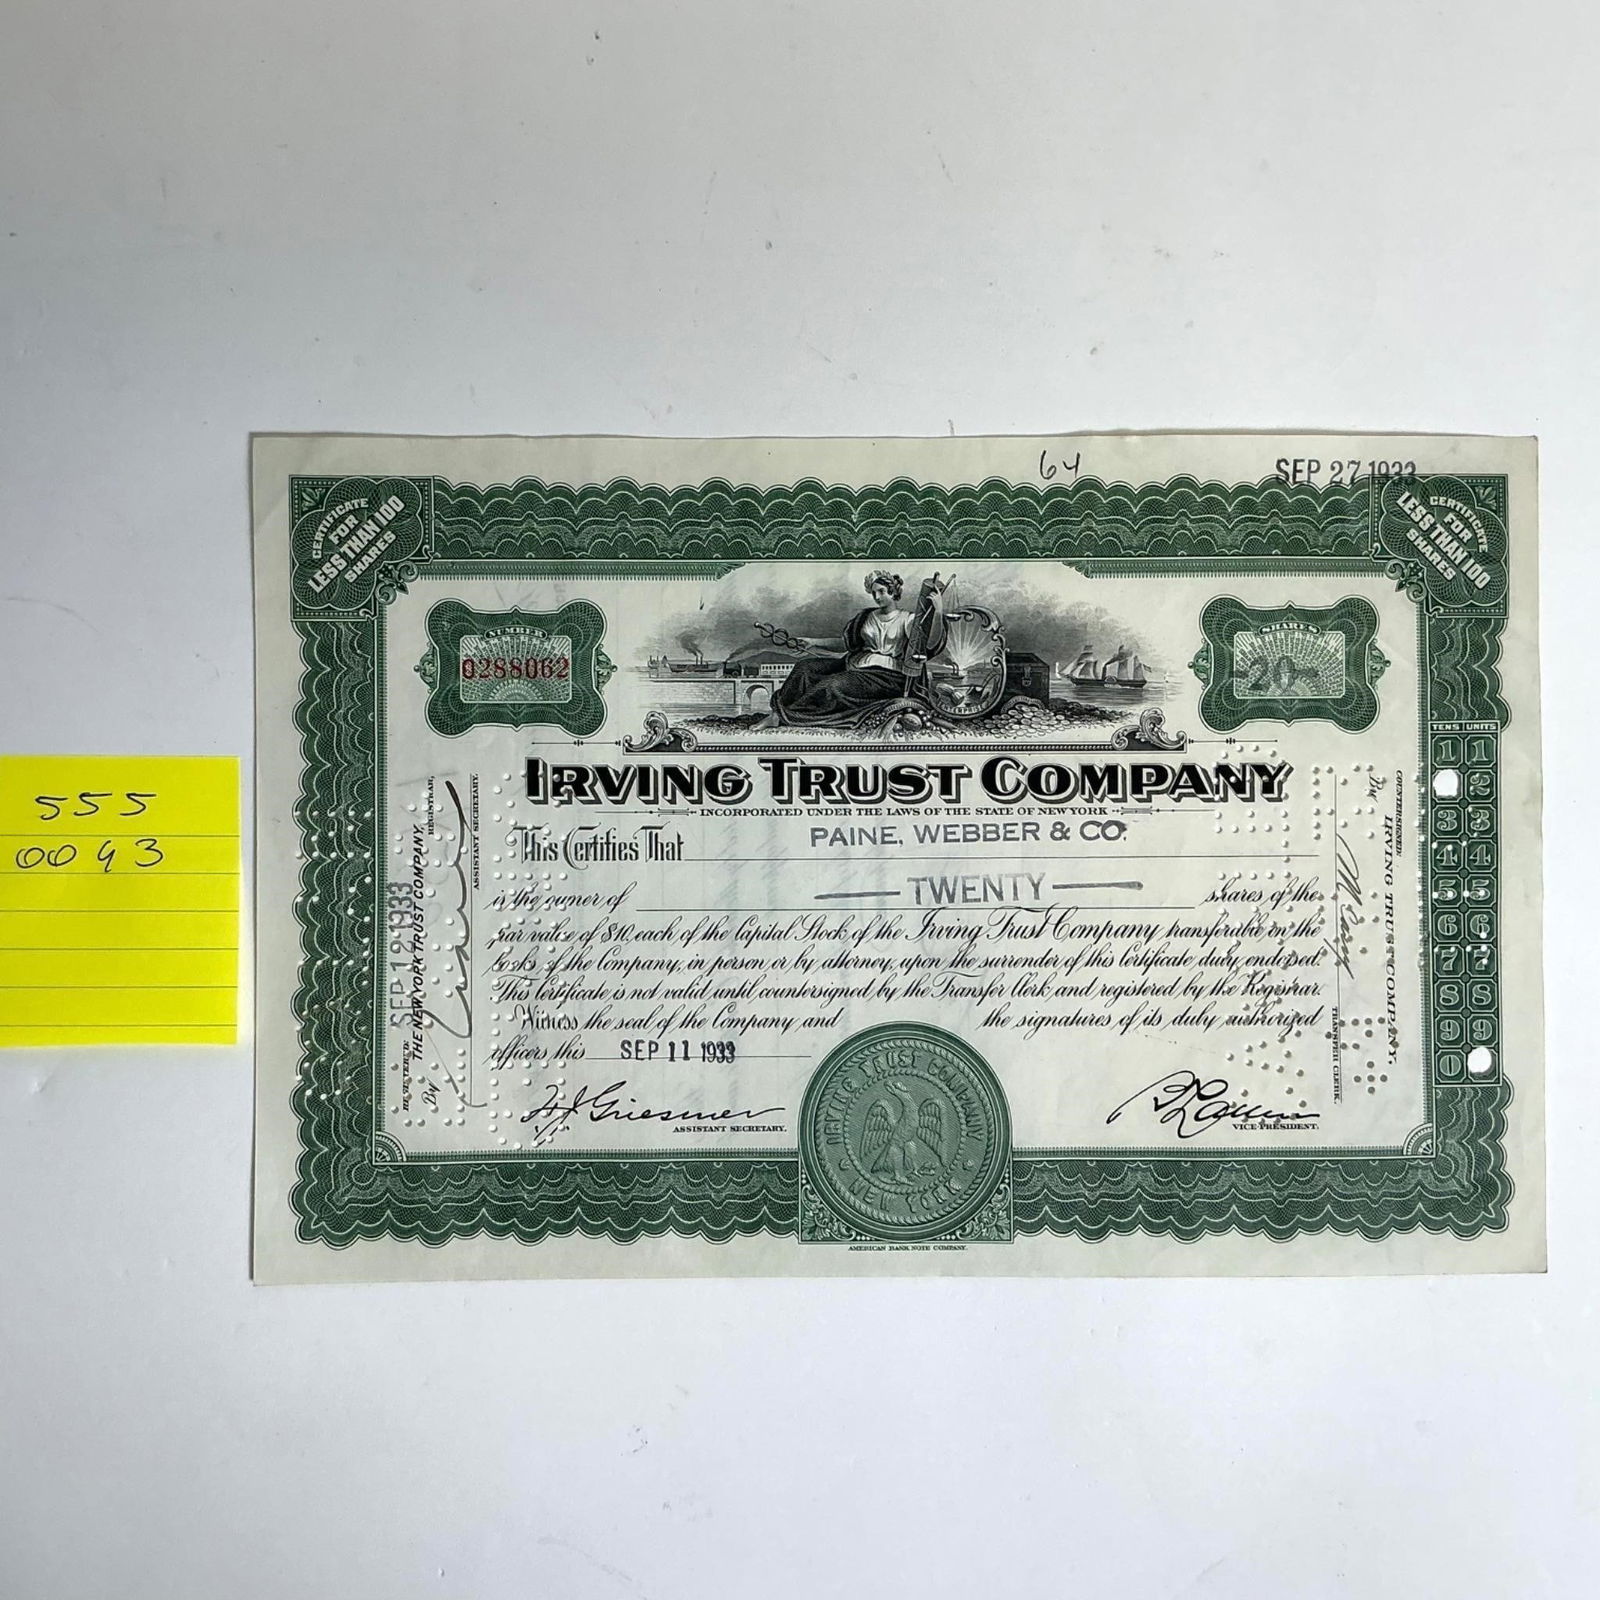 555
0043
64
SEP 27 1933
CERTIFICATE
FOR
LESS THAN 100
SHARES
CERTIFICATE
FOR
LESS THAN 100
SHARES
NUMBER
0288062
SHARES
-20-
ENTERPRISE
IRVING TRUST COMPANY
INCORPORATED UNDER THE LAWS OF THE STATE OF NEW YORK
This Certifies That PAINE, WEBBER & CO.
is the owner of TWENTY shares of the
par value of $10, each of the Capital Stock of the Irving Trust Company transferable on the
books of the Company, in person or by attorney, upon the surrender of this Certificate duly endorsed.
This Certificate is not valid until countersigned by the Transfer Clerk and registered by the Registrar.
Witness the seal of the Company and the signatures of its duly authorized
officers this SEP 11 1933
ASSISTANT SECRETARY.
VICE-PRESIDENT.
IRVING TRUST COMPANY
NEW YORK
AMERICAN BANK NOTE COMPANY.
REGISTERED SEP 12 1933
THE NEW YORK TRUST COMPANY,
REGISTRAR,
By
ASSISTANT SECRETARY.
COUNTERSIGNED
IRVING TRUST COMPANY,
By
TRANSFER CLERK.
TENS UNITS
1 1
2
3 3
4 4
5 5
6 6
7 7
8 8
9 9
0